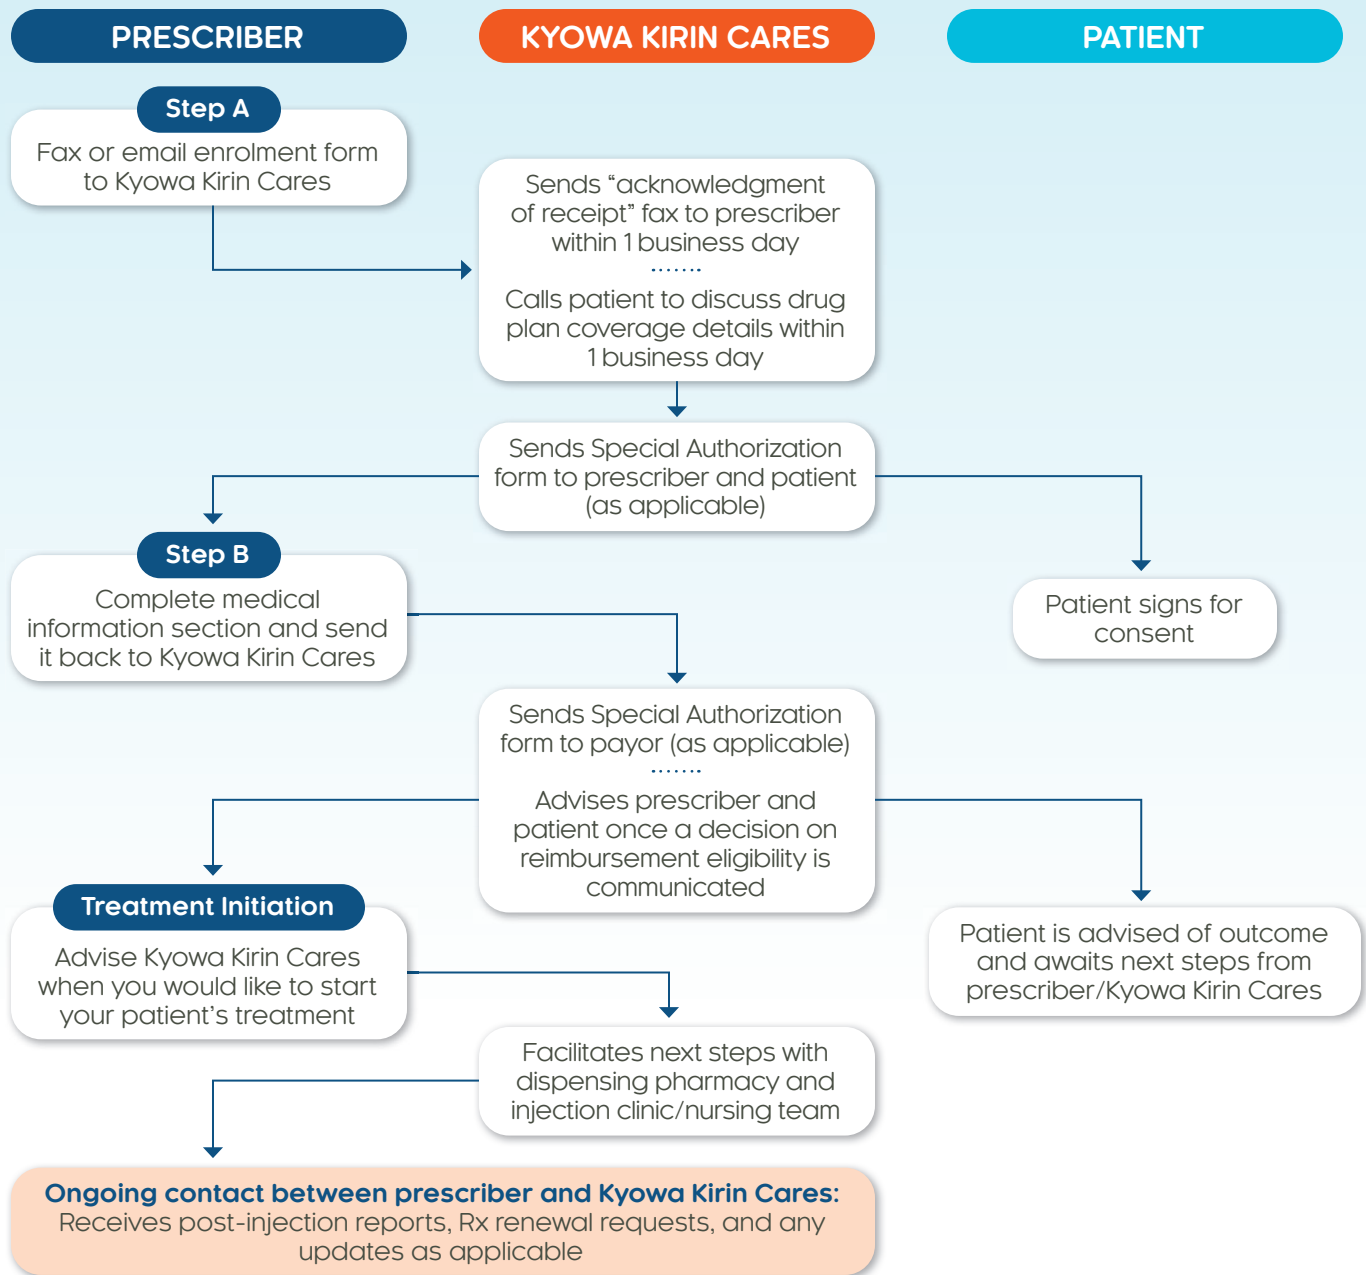 PRESCRIBER
KYOWA KIRIN CARES
PATIENT
Step A
Fax or email enrolment form
to Kyowa Kirin Cares
Sends “acknowledgment
of receipt” fax to prescriber
within 1 business day
Calls patient to discuss drug
plan coverage details within
1 business day
Sends Special Authorization
form to prescriber and patient
(as applicable)
Step B
Complete medical
information section and send
it back to Kyowa Kirin Cares
Patient signs for
consent
Sends Special Authorization
form to payor (as applicable)
Advises prescriber and
patient once a decision on
reimbursement eligibility is
communicated
Treatment Initiation
Advise Kyowa Kirin Cares
when you would like to start
your patient’s treatment
Patient is advised of outcome
and awaits next steps from
prescriber/Kyowa Kirin Cares
Facilitates next steps with
dispensing pharmacy and
injection clinic/nursing team
Ongoing contact between prescriber and Kyowa Kirin Cares:
Receives post-injection reports, Rx renewal requests, and any
updates as applicable